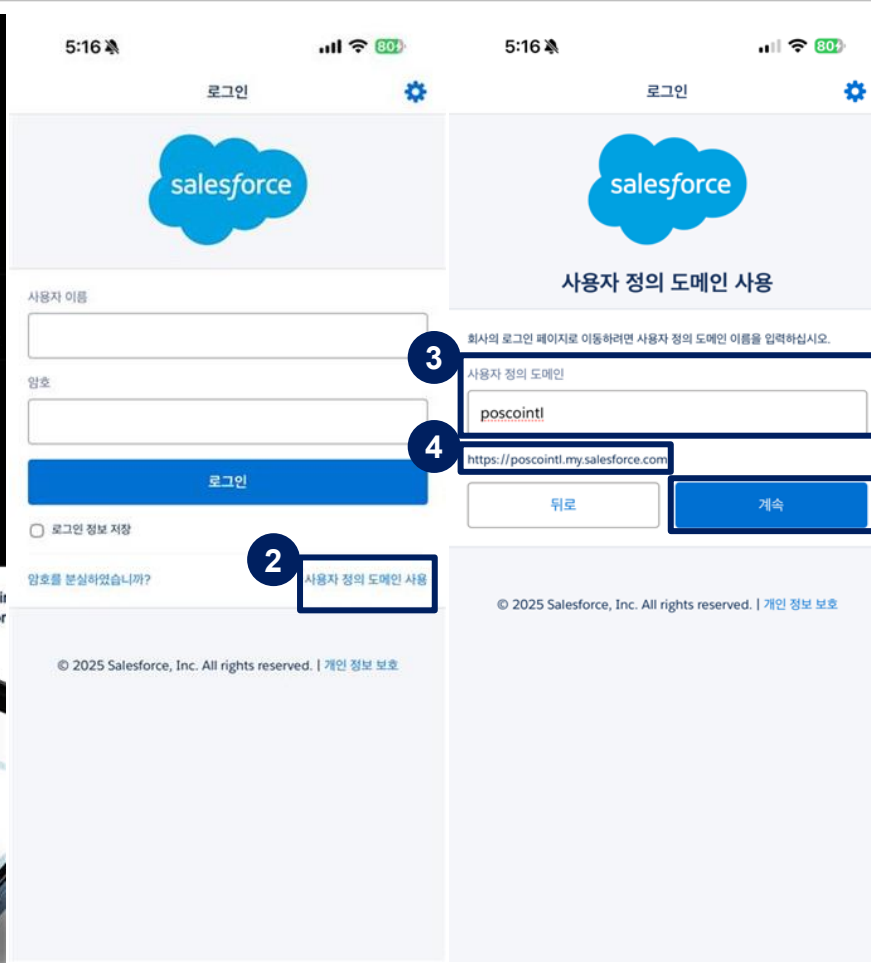 5:16
80
로그인
salesforce
사용자 이름
암호
로그인
로그인 정보 저장
2
암호를 분실하였습니까?
사용자 정의 도메인 사용
© 2025 Salesforce, Inc. All rights reserved. | 개인 정보 보호
5:16
80
로그인
salesforce
사용자 정의 도메인 사용
회사의 로그인 페이지로 이동하려면 사용자 정의 도메인 이름을 입력하십시오.
3
사용자 정의 도메인
poscointl
4
https://poscointl.my.salesforce.com
뒤로
계속
© 2025 Salesforce, Inc. All rights reserved. | 개인 정보 보호